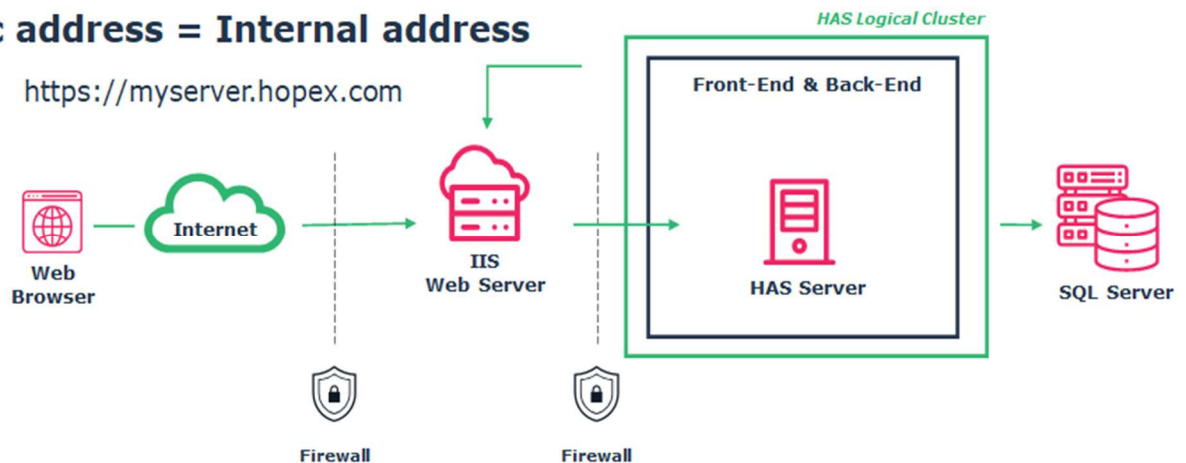 address = Internal address
https://myserver.hopex.com
HAS Logical Cluster
Front-End & Back-End
Internet
Web
Browser
IIS
Web Server
HAS Server
SQL Server
Firewall
Firewall